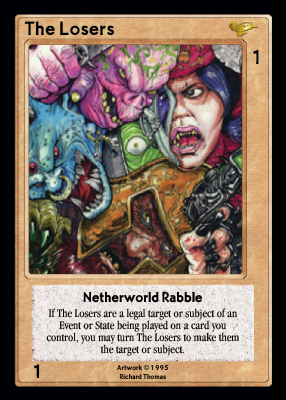 The Losers
1
Netherworld Rabble
If The Losers are a legal target or subject of an
Event or State being played on a card you
control, you may turn The Losers to make them
the target or subject.
1
Artwork © 1995
Richard Thomas